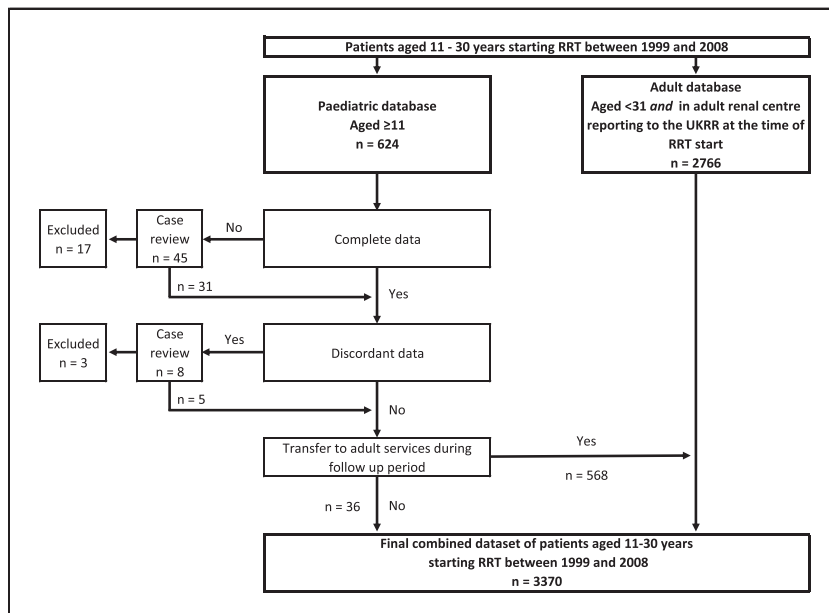 Patients aged 11 - 30 years starting RRT between 1999 and 2008
Paediatric database
Aged ≥11
n = 624
Adult database
Aged <31 and in adult renal centre
reporting to the UKRR at the time of
RRT start
n = 2766
Excluded
n = 17
Case
review
n = 45
No
Complete data
n = 31
Yes
Excluded
n = 3
Case
review
n = 8
Yes
Discordant data
n = 5
No
Transfer to adult services during
follow up period
Yes
n = 568
n = 36
No
Final combined dataset of patients aged 11-30 years
starting RRT between 1999 and 2008
n = 3370